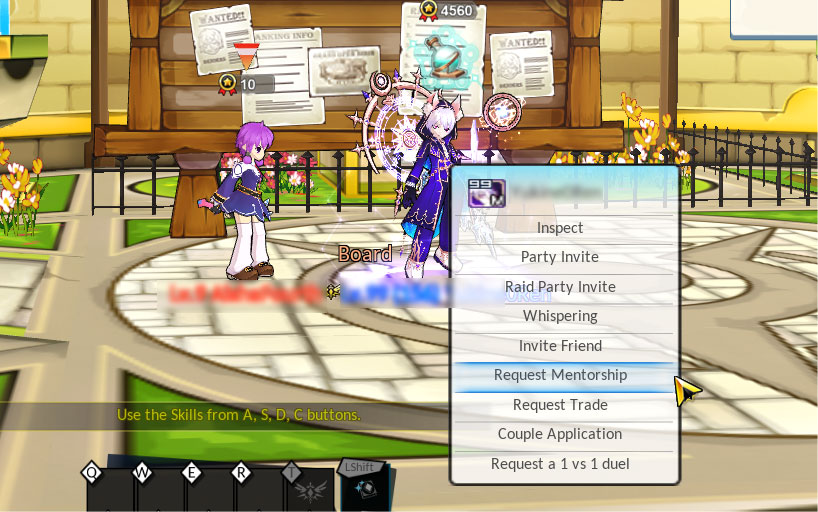 WANTED!!
4560
WANTED!!
10
99
M
Inspect
Party Invite
Board
Raid Party Invite
Whispering
Invite Friend
Request Mentorship
Request Trade
Use the Skills from A, S, D, C buttons.
Couple Application
Request a 1 vs 1 duel
Q
W
E
R
T
LShift